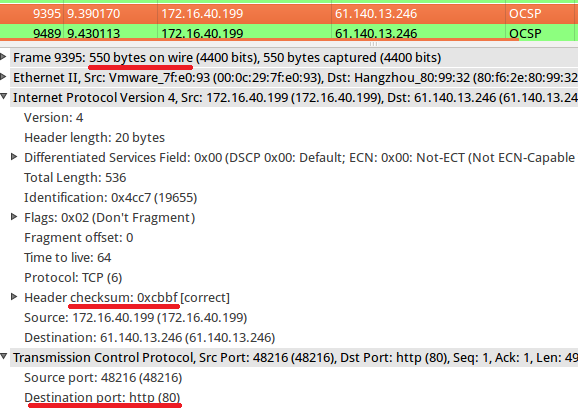 9395 9.390170 172.16.40.199 61.140.13.246 OCSP
9489 9.430113 172.16.40.199 61.140.13.246 OCSP
Frame 9395: 550 bytes on wire (4400 bits), 550 bytes captured (4400 bits)
Ethernet II, Src: Vmware_7f:e0:93 (00:0c:29:7f:e0:93), Dst: Hangzhou_80:99:32 (80:f6:2e:80:99:32
Internet Protocol Version 4, Src: 172.16.40.199 (172.16.40.199), Dst: 61.140.13.246 (61.140.13.24
Version: 4
Header length: 20 bytes
Differentiated Services Field: 0x00 (DSCP 0x00: Default; ECN: 0x00: Not-ECT (Not ECN-Capable
Total Length: 536
Identification: 0x4cc7 (19655)
Flags: 0x02 (Don't Fragment)
Fragment offset: 0
Time to live: 64
Protocol: TCP (6)
Header checksum: 0xcbbf [correct]
Source: 172.16.40.199 (172.16.40.199)
Destination: 61.140.13.246 (61.140.13.246)
Transmission Control Protocol, Src Port: 48216 (48216), Dst Port: http (80), Seq: 1, Ack: 1, Len: 49
Source port: 48216 (48216)
Destination port: http (80)